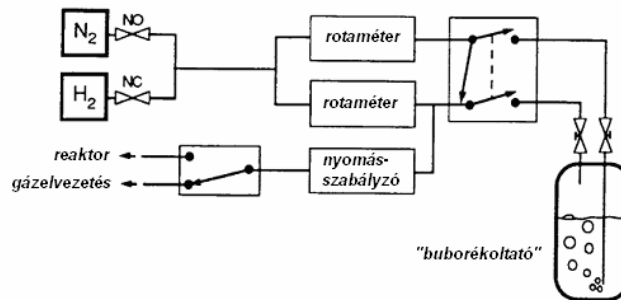 N2
NO
H2
NC
rotaméter
rotaméter
reaktor
gázelvezetés
nyomás-
szabályzó
"buborékoltató"